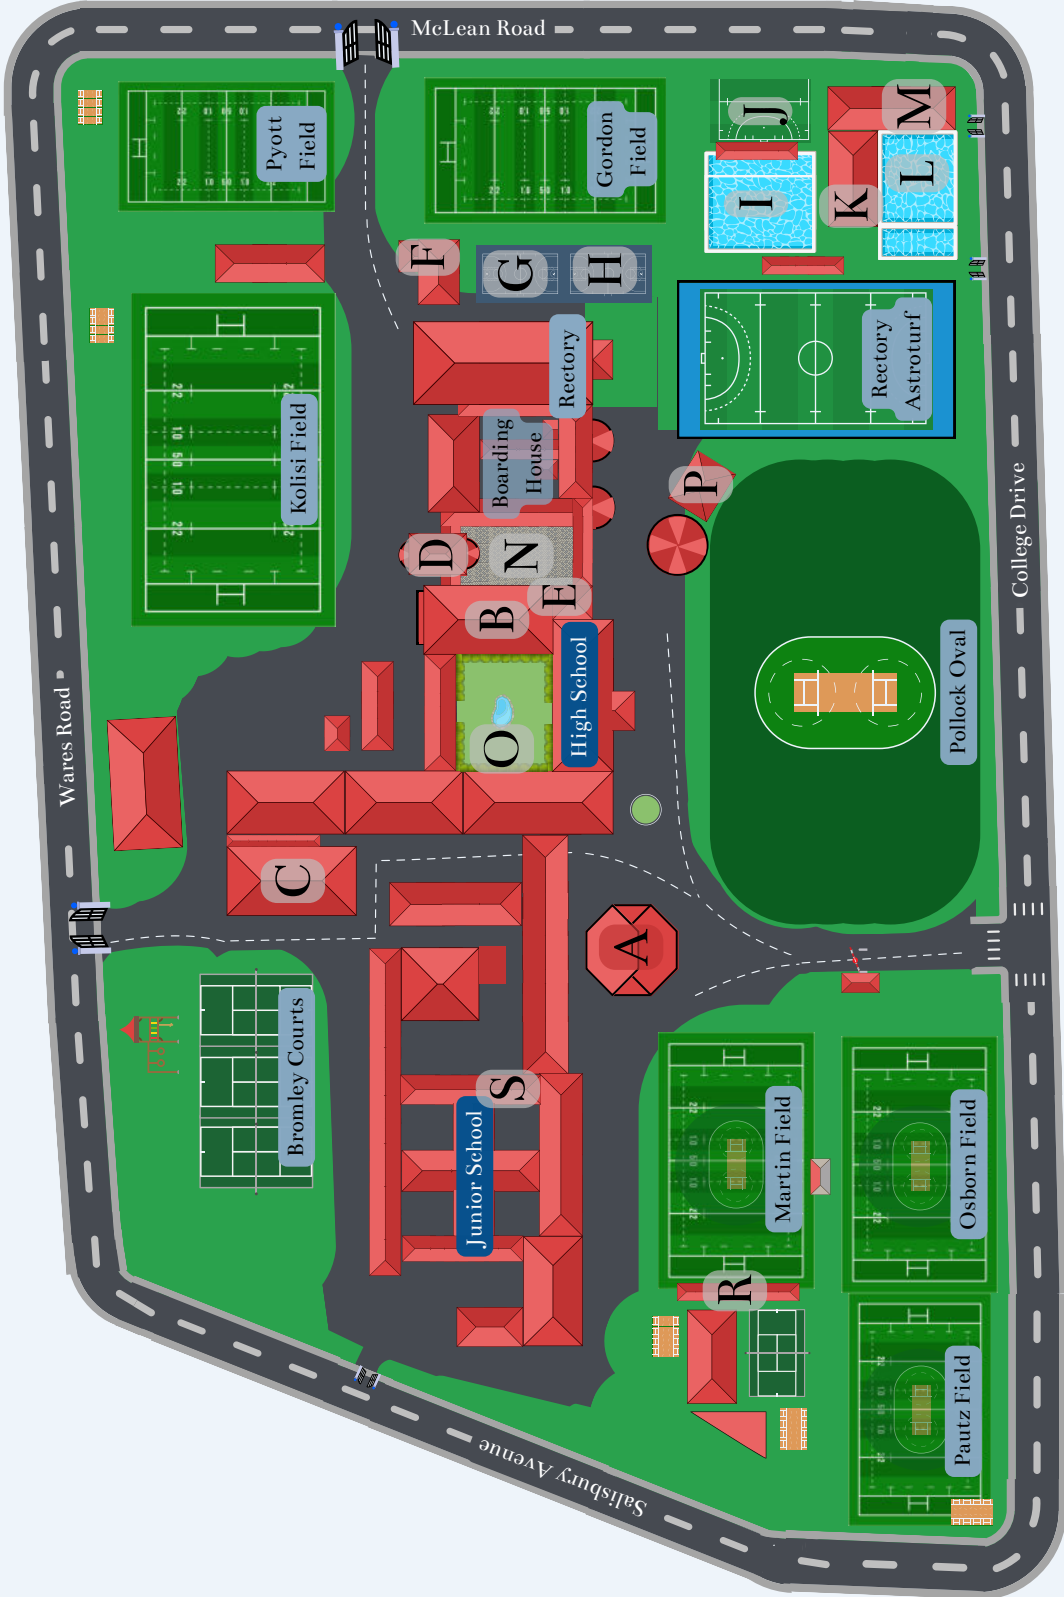 McLean Road
Pyott
Field
Gordon
Field
J
M
I
K
L
F
G
H
Kolisi Field
Rectory
Rectory
Astroturf
Boarding
House
P
D
N
B
E
College Drive
Wares Road
High School
O
Pollock Oval
C
A
Bromley Courts
S
Junior School
Martin Field
Osborn Field
R
Pautz Field
Salisbury Avenue